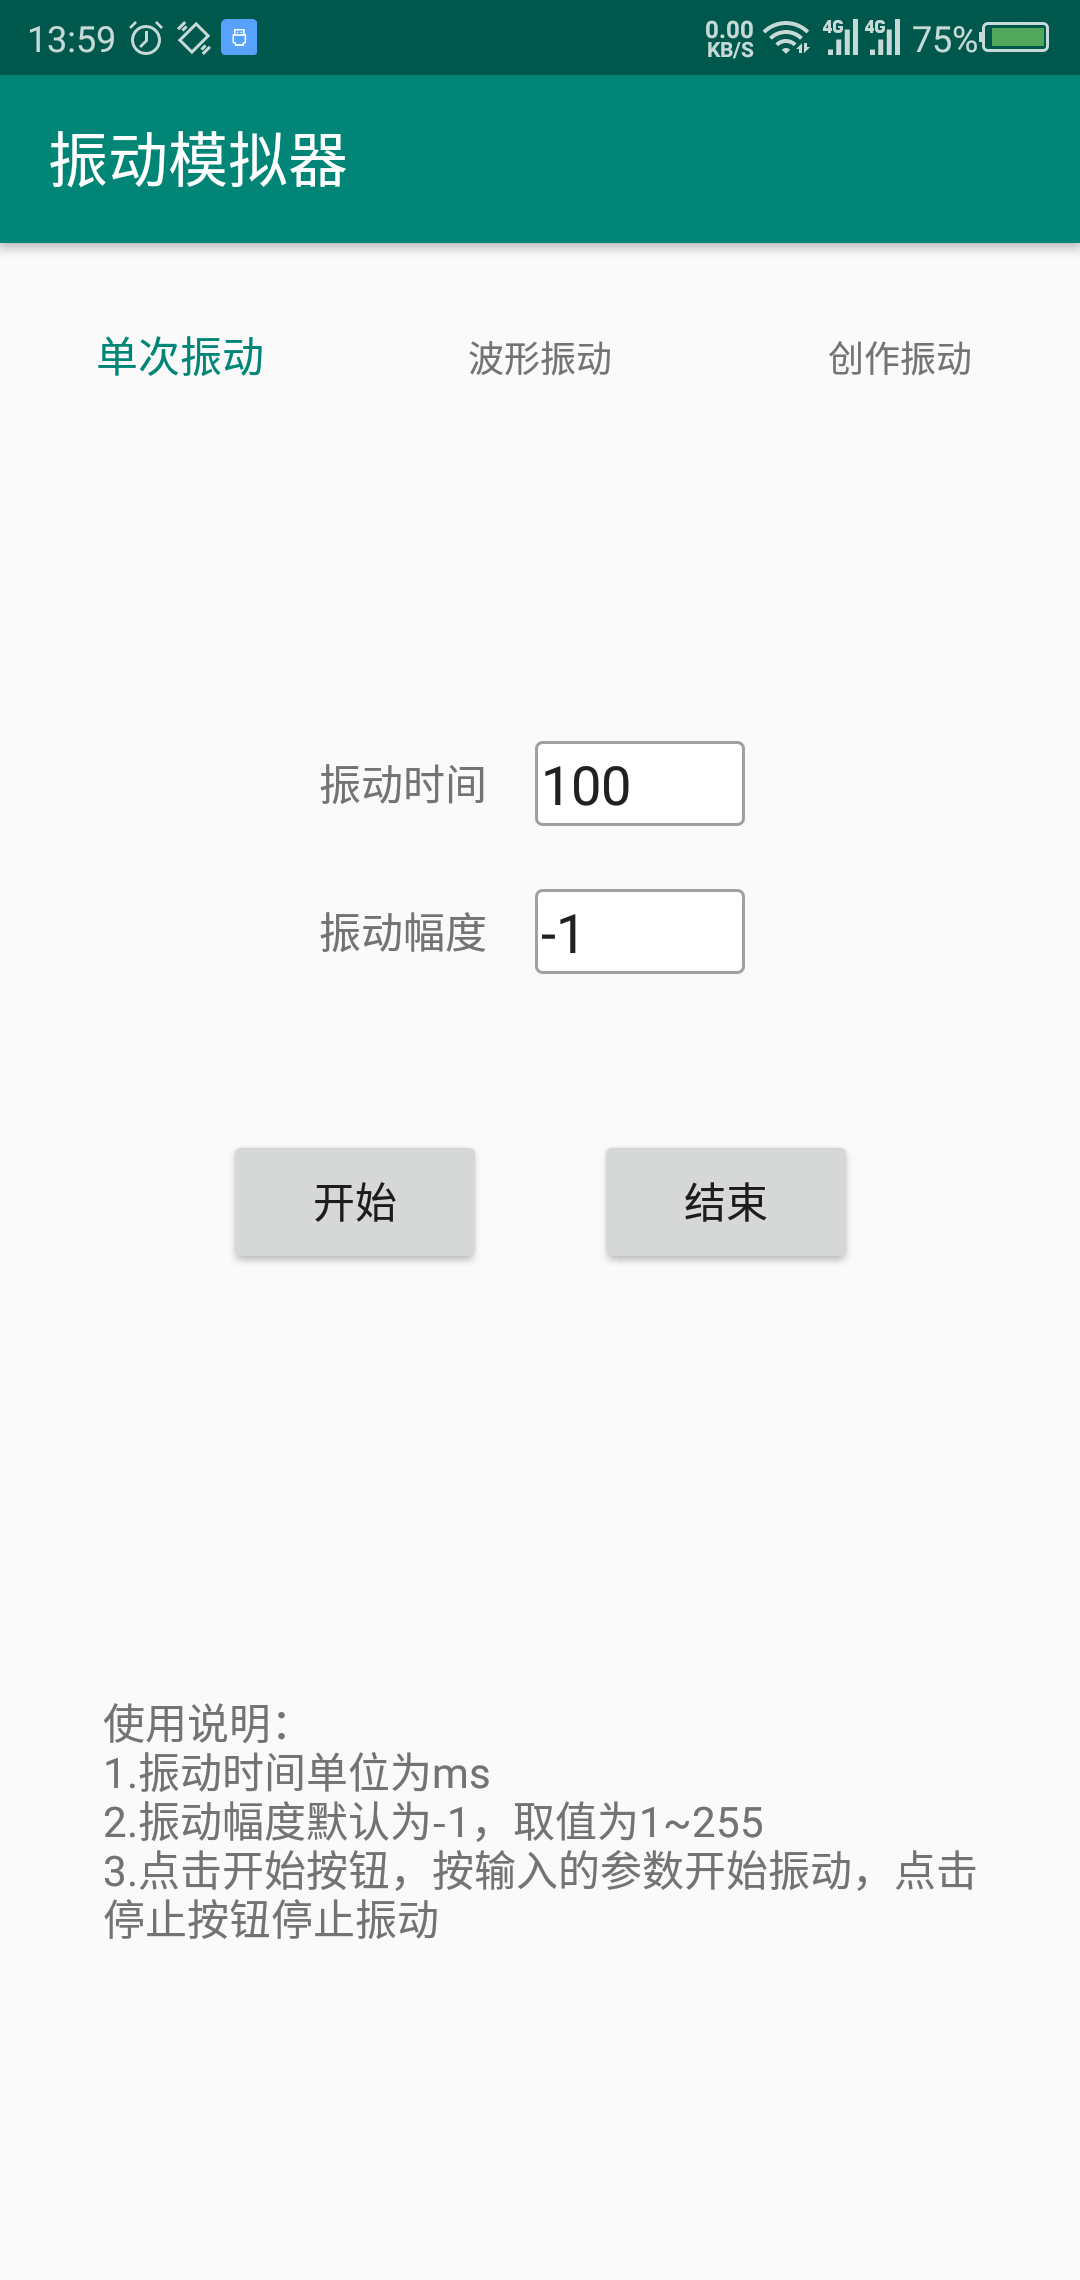 13:59
0.00
KB/S
4G 4G
75%
振动模拟器
单次振动 波形振动 创作振动
振动时间 100
振动幅度 -1
开始 结束
使用说明：
1.振动时间单位为ms
2.振动幅度默认为-1，取值为1~255
3.点击开始按钮，按输入的参数开始振动，点击
停止按钮停止振动